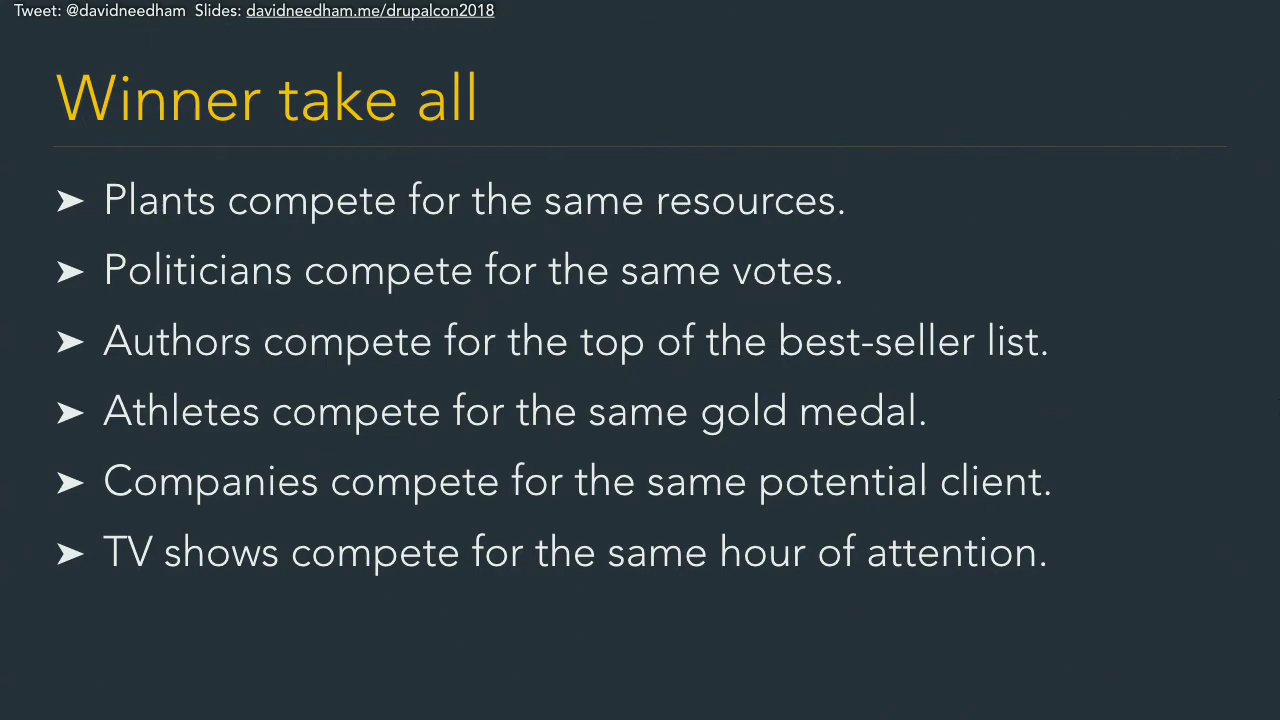 Tweet: @davidneedham Slides: davidneedham.me/drupalcon2018
Winner take all
➤ Plants compete for the same resources.
➤ Politicians compete for the same votes.
➤ Authors compete for the top of the best-seller list.
➤ Athletes compete for the same gold medal.
➤ Companies compete for the same potential client.
➤ TV shows compete for the same hour of attention.